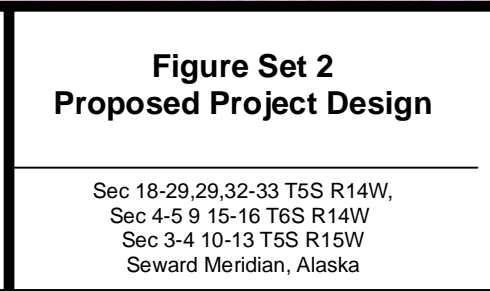 Figure Set 2
Proposed Project Design
Sec 18-29,29,32-33 T5S R14W,
Sec 4-5 9 15-16 T6S R14W
Sec 3-4 10-13 T5S R15W
Seward Meridian, Alaska